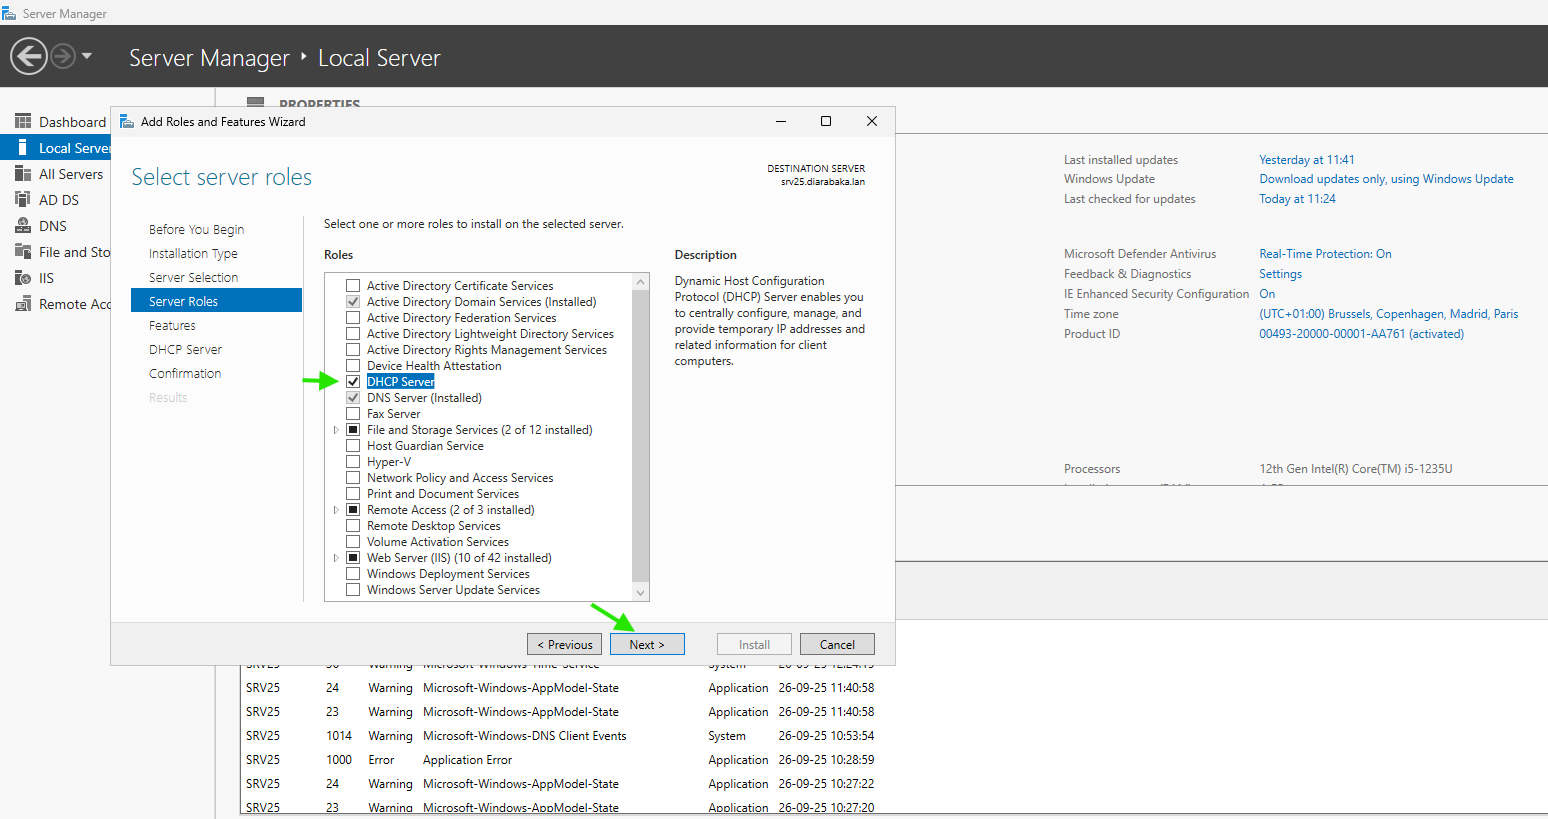 Server Manager
Server Manager ‣ Local Server
Dashboard
Local Server
All Servers
AD DS
DNS
File and Sto
IIS
Remote Acc
PROPERTIES
Add Roles and Features Wizard
Select server roles
DESTINATION SERVER
srv25.diarabaka.lan
Before You Begin
Installation Type
Server Selection
Server Roles
Features
DHCP Server
Confirmation
Results
Select one or more roles to install on the selected server.
Roles
Active Directory Certificate Services
Active Directory Domain Services (Installed)
Active Directory Federation Services
Active Directory Lightweight Directory Services
Active Directory Rights Management Services
Device Health Attestation
DHCP Server
DNS Server (Installed)
Fax Server
File and Storage Services (2 of 12 installed)
Host Guardian Service
Hyper-V
Network Policy and Access Services
Print and Document Services
Remote Access (2 of 3 installed)
Remote Desktop Services
Volume Activation Services
Web Server (IIS) (10 of 42 installed)
Windows Deployment Services
Windows Server Update Services
Description
Dynamic Host Configuration
Protocol (DHCP) Server enables you
to centrally configure, manage, and
provide temporary IP addresses and
related information for client
computers.
< Previous
Next >
Install
Cancel
Last installed updates Yesterday at 11:41
Windows Update Download updates only, using Windows Update
Last checked for updates Today at 11:24
Microsoft Defender Antivirus Real-Time Protection: On
Feedback & Diagnostics Settings
IE Enhanced Security Configuration On
Time zone (UTC+01:00) Brussels, Copenhagen, Madrid, Paris
Product ID 00493-20000-00001-AA761 (activated)
Processors 12th Gen Intel(R) Core(TM) i5-1235U
SRV25 Warning Microsoft-Windows-Time-Service System 26-09-25
SRV25 24 Warning Microsoft-Windows-AppModel-State Application 26-09-25 11:40:58
SRV25 23 Warning Microsoft-Windows-AppModel-State Application 26-09-25 11:40:58
SRV25 1014 Warning Microsoft-Windows-DNS Client Events System 26-09-25 10:53:54
SRV25 1000 Error Application Error Application 26-09-25 10:28:59
SRV25 24 Warning Microsoft-Windows-AppModel-State Application 26-09-25 10:27:22
SRV25 23 Warning Microsoft-Windows-AppModel-State Application 26-09-25 10:27:20